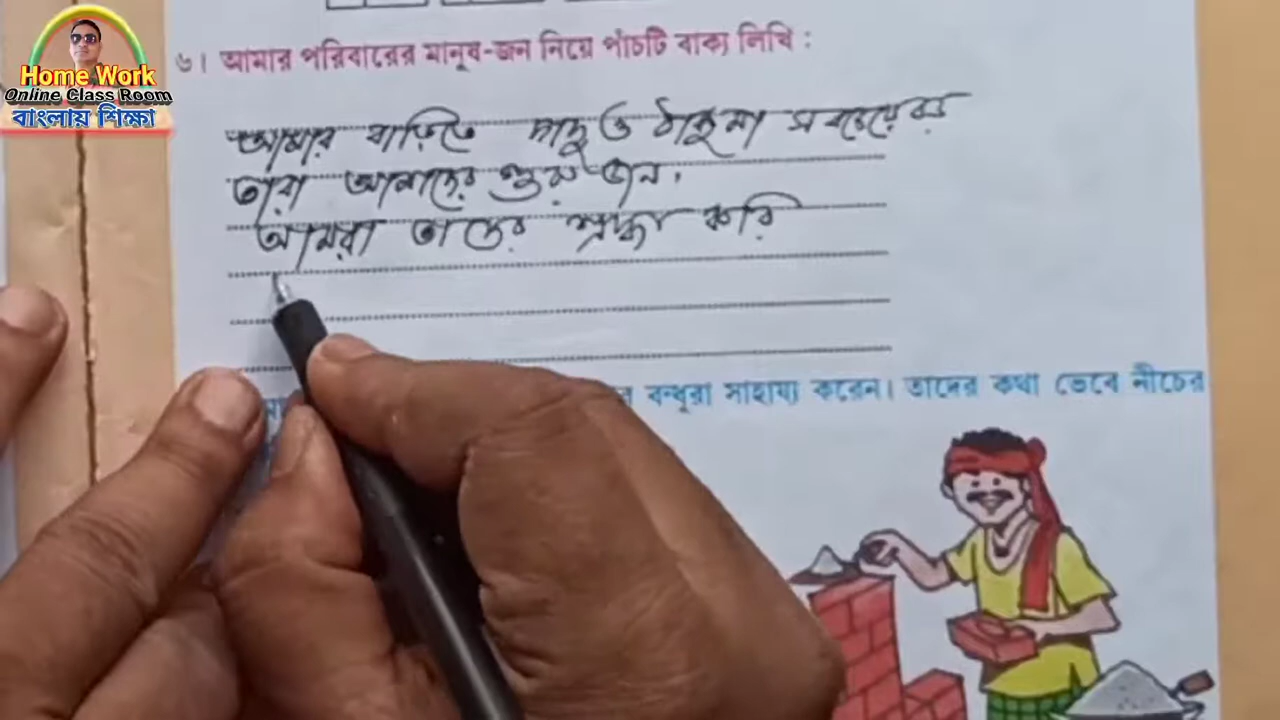 Home Work
Online Class Room
বাংলায় শিক্ষা
৬। আমার পরিবারের মানুষ-জন নিয়ে পাঁচটি বাক্য লিখি :
আমার বাড়িতে দাদু ও ঠাকুমা সবচেয়ে বড়
তারা আমাদের গুরুজন।
আমরা তাদের শ্রদ্ধা করি
বন্ধুরা সাহায্য করেন। তাদের কথা ভেবে নীচের